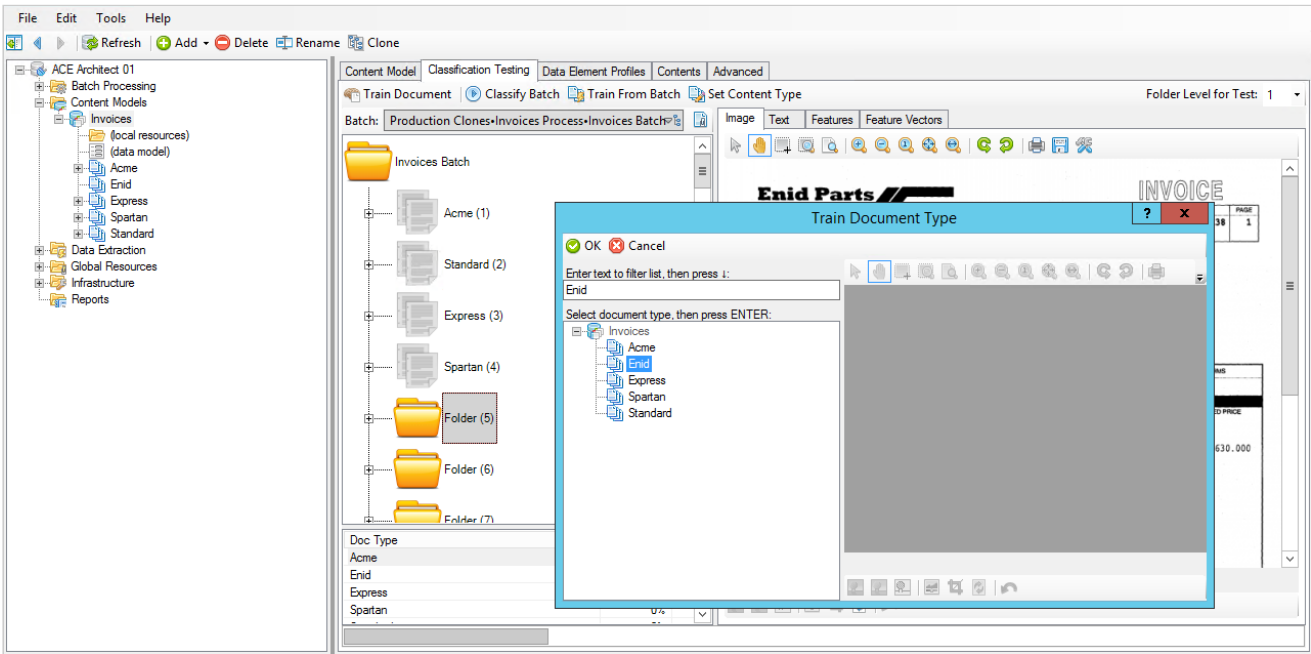 File Edit Tools Help
Refresh Add Delete Rename Clone
ACE Architect 01
Batch Processing
Content Models
Invoices
(local resources)
(data model)
Acme
Enid
Express
Spartan
Standard
Data Extraction
Global Resources
Infrastructure
Reports
Content Model Classification Testing Data Element Profiles Contents Advanced
Train Document Classify Batch Train From Batch Set Content Type Folder Level for Test: 1
Batch: Production Clones•Invoices Process•Invoices Batch
Invoices Batch
Acme (1)
Standard (2)
Express (3)
Spartan (4)
Folder (5)
Folder (6)
Folder (7)
Doc Type
Acme
Enid
Express
Spartan 0%
Image Text Features Feature Vectors
Enid Parts INVOICE
PAGE
38 1
ED PRICE
630.000
Train Document Type ? x
OK Cancel
Enter text to filter list, then press ↓:
Enid
Select document type, then press ENTER:
Invoices
Acme
Enid
Express
Spartan
Standard